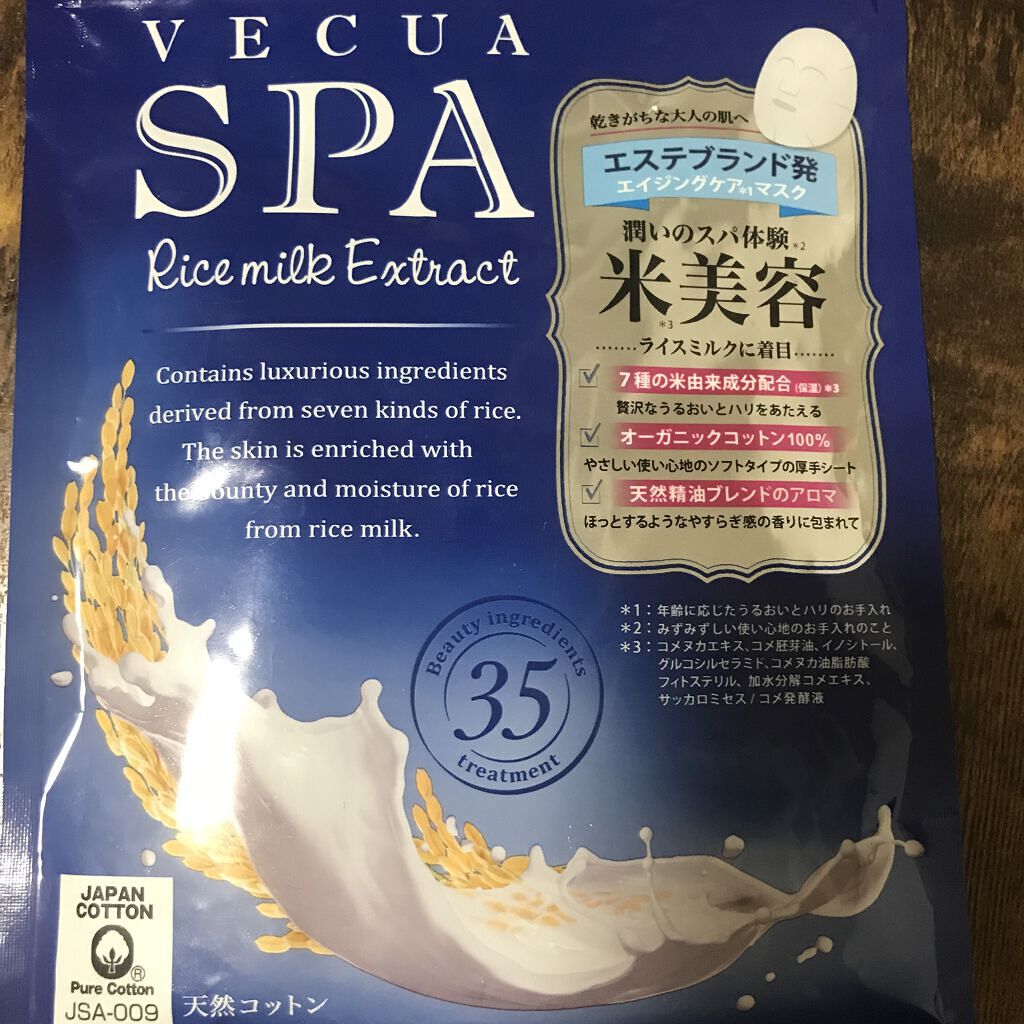 VECUA
SPA
Rice milk Extract
Contains luxurious ingredients
derived from seven kinds of rice.
The skin is enriched with
the bounty and moisture of rice
from rice milk.
乾きがちな大人の肌へ
エステブランド発
エイジングケア*1マスク
潤いのスパ体験*2
米美容
*3
……ライスミルクに着目……
７種の米由来成分配合(保湿)*3
贅沢なうるおいとハリをあたえる
オーガニックコットン100%
やさしい使い心地のソフトタイプの厚手シート
天然精油ブレンドのアロマ
ほっとするようなやすらぎ感の香りに包まれて
*1：年齢に応じたうるおいとハリのお手入れ
*2：みずみずしい使い心地のお手入れのこと
*3：コメヌカエキス、コメ胚芽油、イノシトール、
グルコシルセラミド、コメヌカ油脂肪酸
フィトステリル、加水分解コメエキス、
サッカロミセス/コメ発酵液
Beauty ingredients
35
treatment
JAPAN
COTTON
®
Pure Cotton
JSA-009
天然コットン